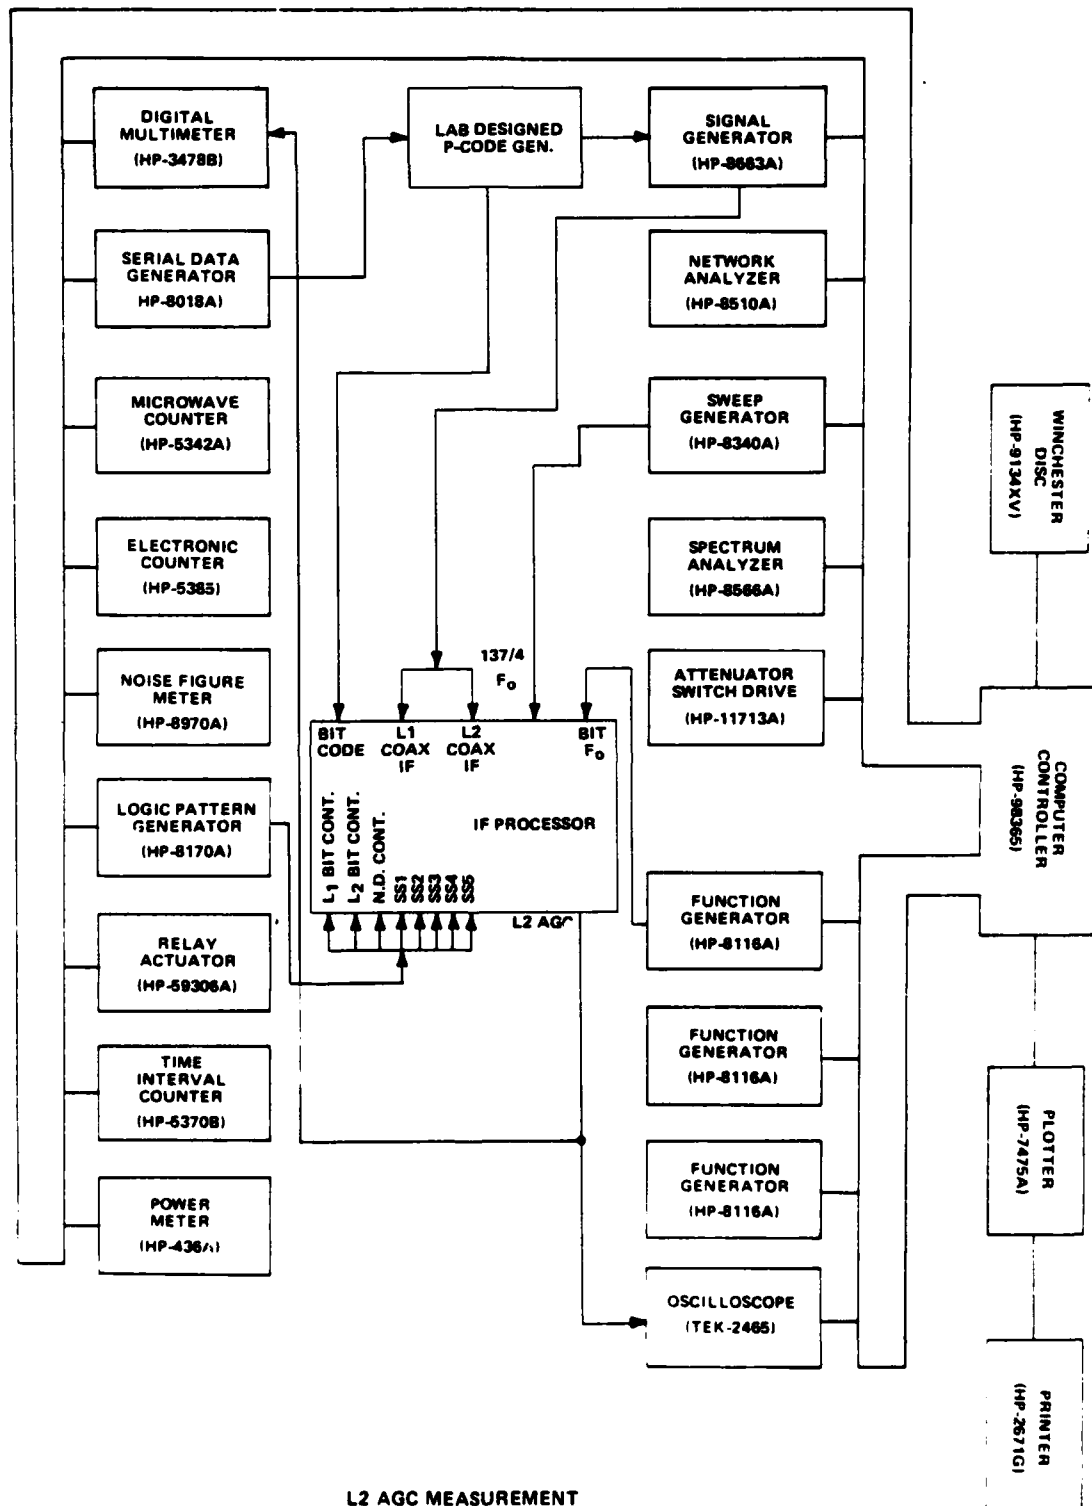 DIGITAL
MULTIMETER
(HP-3478B)
LAB DESIGNED
P-CODE GEN.
SIGNAL
GENERATOR
(HP-8683A)
SERIAL DATA
GENERATOR
HP-8018A)
NETWORK
ANALYZER
(HP-8510A)
MICROWAVE
COUNTER
(HP-5342A)
SWEEP
GENERATOR
(HP-8340A)
WINCHESTER
DISC
(HP-9134XV)
ELECTRONIC
COUNTER
(HP-5385)
SPECTRUM
ANALYZER
(HP-8566A)
NOISE FIGURE
METER
(HP-8970A)
137/4
F₀
ATTENUATOR
SWITCH DRIVE
(HP-11713A)
BIT
CODE
L1
COAX
IF
L2
COAX
IF
BIT
F₀
COMPUTER
CONTROLLER
(HP-98365)
LOGIC PATTERN
GENERATOR
(HP-8170A)
IF PROCESSOR
L₁ BIT CONT.
L₂ BIT CONT.
N.D. CONT.
SS1
SS2
SS3
SS4
SS5
L2 AGC
FUNCTION
GENERATOR
(HP-8116A)
RELAY
ACTUATOR
(HP-59306A)
FUNCTION
GENERATOR
(HP-8116A)
TIME
INTERVAL
COUNTER
(HP-5370B)
PLOTTER
(HP-7475A)
FUNCTION
GENERATOR
(HP-8116A)
POWER
METER
(HP-436A)
OSCILLOSCOPE
(TEK-2465)
PRINTER
(HP-2671G)
L2 AGC MEASUREMENT